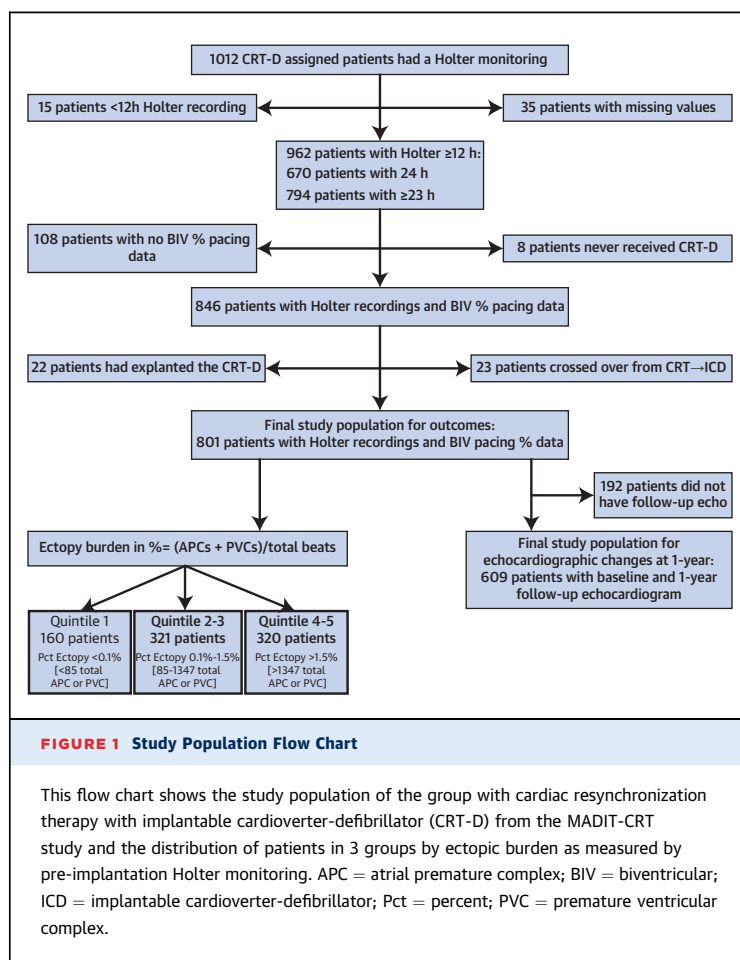 1012 CRT-D assigned patients had a Holter monitoring
15 patients <12h Holter recording
35 patients with missing values
962 patients with Holter ≥12 h:
670 patients with 24 h
794 patients with ≥23 h
108 patients with no BIV % pacing
data
8 patients never received CRT-D
846 patients with Holter recordings and BIV % pacing data
22 patients had explanted the CRT-D
23 patients crossed over from CRT→ICD
Final study population for outcomes:
801 patients with Holter recordings and BIV pacing % data
192 patients did not
have follow-up echo
Ectopy burden in %= (APCs + PVCs)/total beats
Final study population for
echocardiographic changes at 1-year:
609 patients with baseline and 1-year
follow-up echocardiogram
Quintile 1
160 patients
Pct Ectopy <0.1%
[<85 total
APC or PVC]
Quintile 2-3
321 patients
Pct Ectopy 0.1%-1.5%
[85-1347 total
APC or PVC]
Quintile 4-5
320 patients
Pct Ectopy >1.5%
[>1347 total
APC or PVC]
FIGURE 1 Study Population Flow Chart
This flow chart shows the study population of the group with cardiac resynchronization
therapy with implantable cardioverter-defibrillator (CRT-D) from the MADIT-CRT
study and the distribution of patients in 3 groups by ectopic burden as measured by
pre-implantation Holter monitoring. APC = atrial premature complex; BIV = biventricular;
ICD = implantable cardioverter-defibrillator; Pct = percent; PVC = premature ventricular
complex.